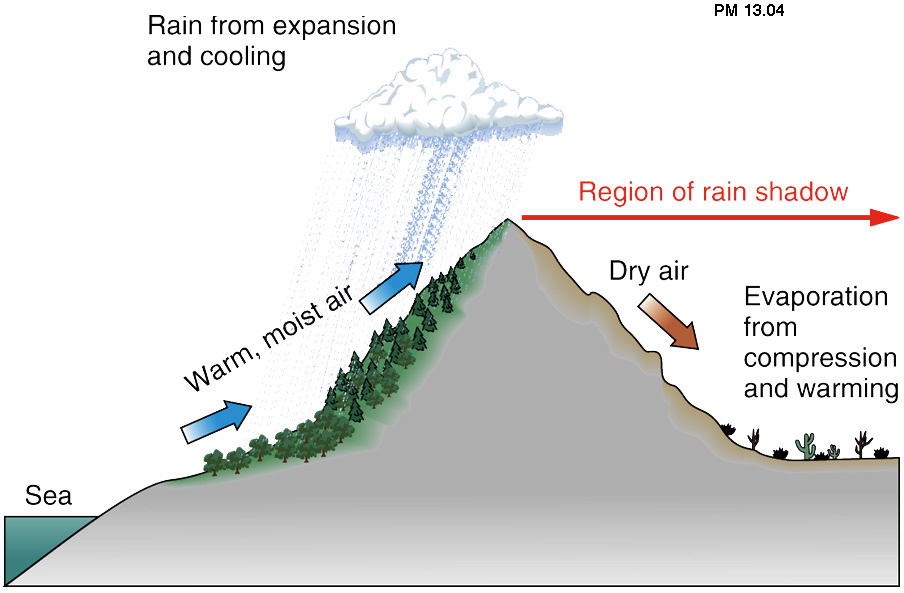 PM 13.04
Rain from expansion
and cooling
Region of rain shadow
Dry air
Evaporation
from
compression
and warming
Warm, moist air
Sea